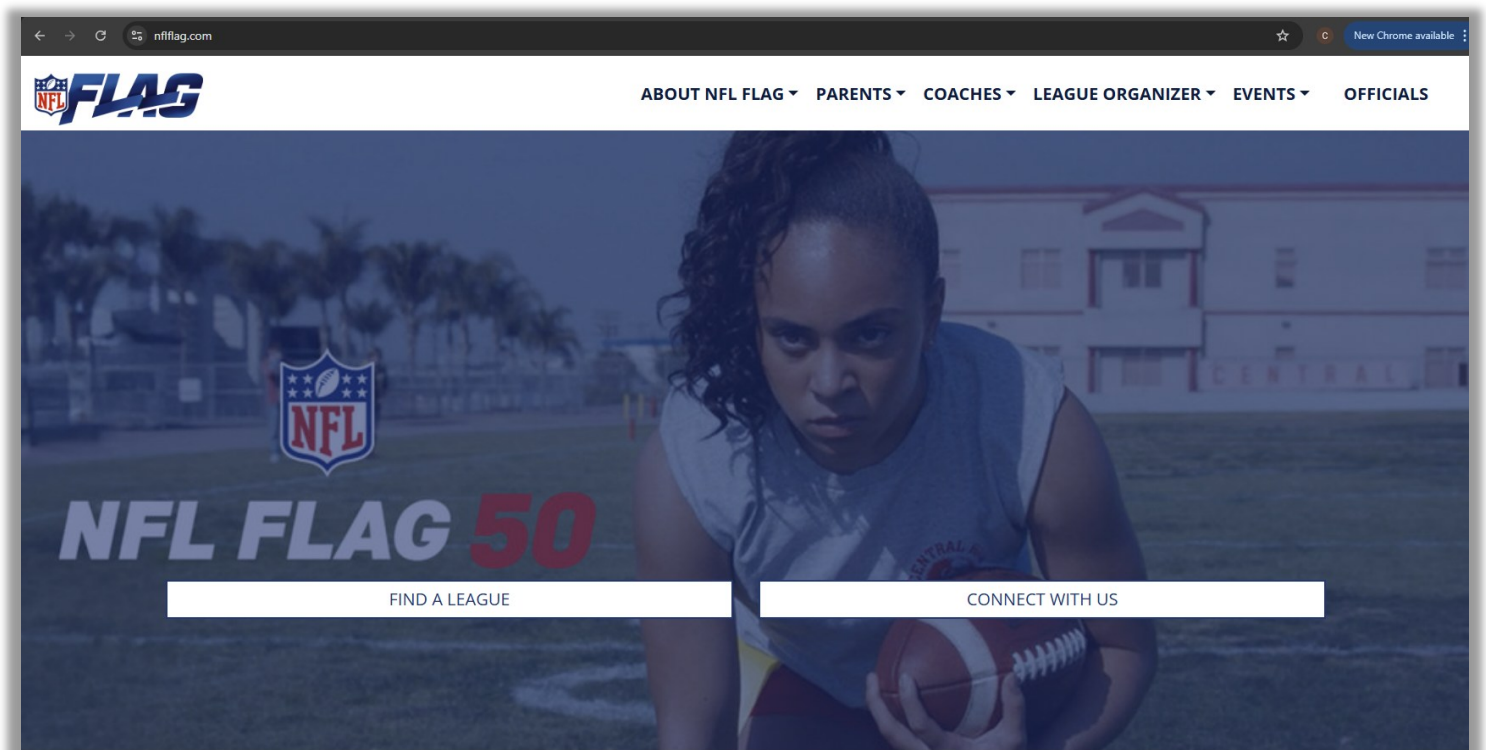 nflflag.com
C
New Chrome available
NFL FLAG
ABOUT NFL FLAG PARENTS COACHES LEAGUE ORGANIZER EVENTS OFFICIALS
CENTRAL
NFL
NFL FLAG 50
CENTRAL
FIND A LEAGUE
CONNECT WITH US